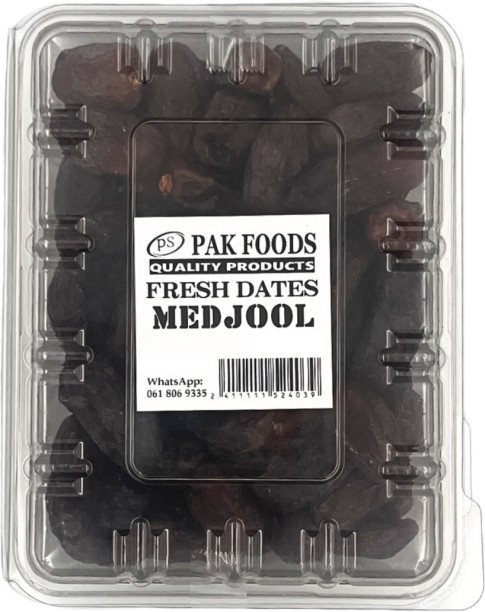 PS PAK FOODS
QUALITY PRODUCTS
FRESH DATES
MEDJOOL
WhatsApp:
061 806 9335
2 411111 524039